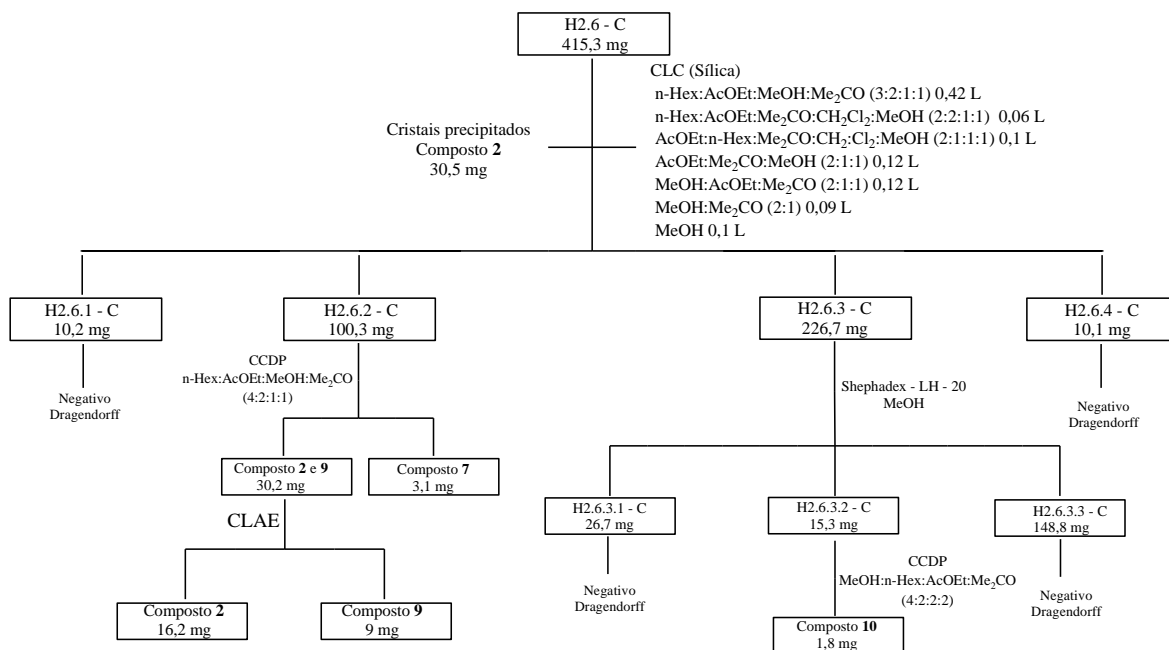 H2.6 - C
415,3 mg
CLC (Sílica)
n-Hex:AcOEt:MeOH:Me₂CO (3:2:1:1) 0,42 L
n-Hex:AcOEt:Me₂CO:CH₂Cl₂:MeOH (2:2:1:1) 0,06 L
AcOEt:n-Hex:Me₂CO:CH₂:Cl₂:MeOH (2:1:1:1) 0,1 L
AcOEt:Me₂CO:MeOH (2:1:1) 0,12 L
MeOH:AcOEt:Me₂CO (2:1:1) 0,12 L
MeOH:Me₂CO (2:1) 0,09 L
MeOH 0,1 L
Cristais precipitados
Composto 2
30,5 mg
H2.6.1 - C
10,2 mg
H2.6.2 - C
100,3 mg
H2.6.3 - C
226,7 mg
H2.6.4 - C
10,1 mg
Negativo
Dragendorff
CCDP
n-Hex:AcOEt:MeOH:Me₂CO
(4:2:1:1)
Shephadex - LH - 20
MeOH
Negativo
Dragendorff
Composto 2 e 9
30,2 mg
Composto 7
3,1 mg
H2.6.3.1 - C
26,7 mg
H2.6.3.2 - C
15,3 mg
H2.6.3.3 - C
148,8 mg
CLAE
Negativo
Dragendorff
CCDP
MeOH:n-Hex:AcOEt:Me₂CO
(4:2:2:2)
Negativo
Dragendorff
Composto 2
16,2 mg
Composto 9
9 mg
Composto 10
1,8 mg